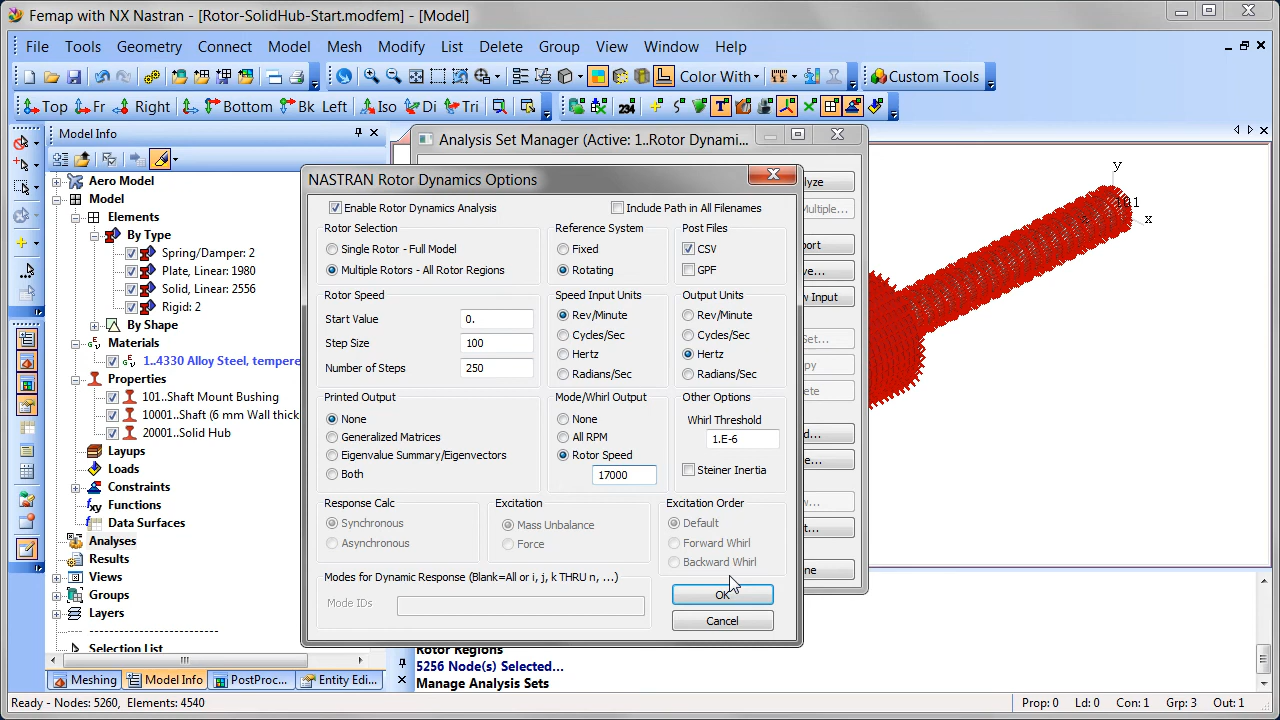 Femap with NX Nastran - [Rotor-SolidHub-Start.modfem] - [Model]
File Tools Geometry Connect Model Mesh Modify List Delete Group View Window Help
Color With
Custom Tools
Top Fr Right Bottom Bk Left Iso Di Tri
234
Model Info
Aero Model
Model
Elements
By Type
Spring/Damper: 2
Plate, Linear: 1980
Solid, Linear: 2556
Rigid: 2
By Shape
Materials
1..4330 Alloy Steel, tempere
Properties
101..Shaft Mount Bushing
10001..Shaft (6 mm Wall thick
20001..Solid Hub
Layups
Loads
Constraints
Functions
Data Surfaces
Analyses
Results
Views
Groups
Layers
Selection List
Meshing Model Info PostProc... Entity Edi...
Analysis Set Manager (Active: 1..Rotor Dynami...
NASTRAN Rotor Dynamics Options
Enable Rotor Dynamics Analysis
Include Path in All Filenames
Rotor Selection
Single Rotor - Full Model
Multiple Rotors - All Rotor Regions
Reference System
Fixed
Rotating
Post Files
CSV
GPF
Rotor Speed
Start Value 0.
Step Size 100
Number of Steps 250
Speed Input Units
Rev/Minute
Cycles/Sec
Hertz
Radians/Sec
Output Units
Rev/Minute
Cycles/Sec
Hertz
Radians/Sec
Printed Output
None
Generalized Matrices
Eigenvalue Summary/Eigenvectors
Both
Mode/Whirl Output
None
All RPM
Rotor Speed
17000
Other Options
Whirl Threshold
1.E-6
Steiner Inertia
Response Calc
Synchronous
Asynchronous
Excitation
Mass Unbalance
Force
Excitation Order
Default
Forward Whirl
Backward Whirl
Modes for Dynamic Response (Blank=All or i, j, k THRU n, ...)
Mode IDs
OK
Cancel
y
x
Rotor Regions
5256 Node(s) Selected...
Manage Analysis Sets
Ready - Nodes: 5260, Elements: 4540
Prop: 0 Ld: 0 Con: 1 Grp: 3 Out: 1